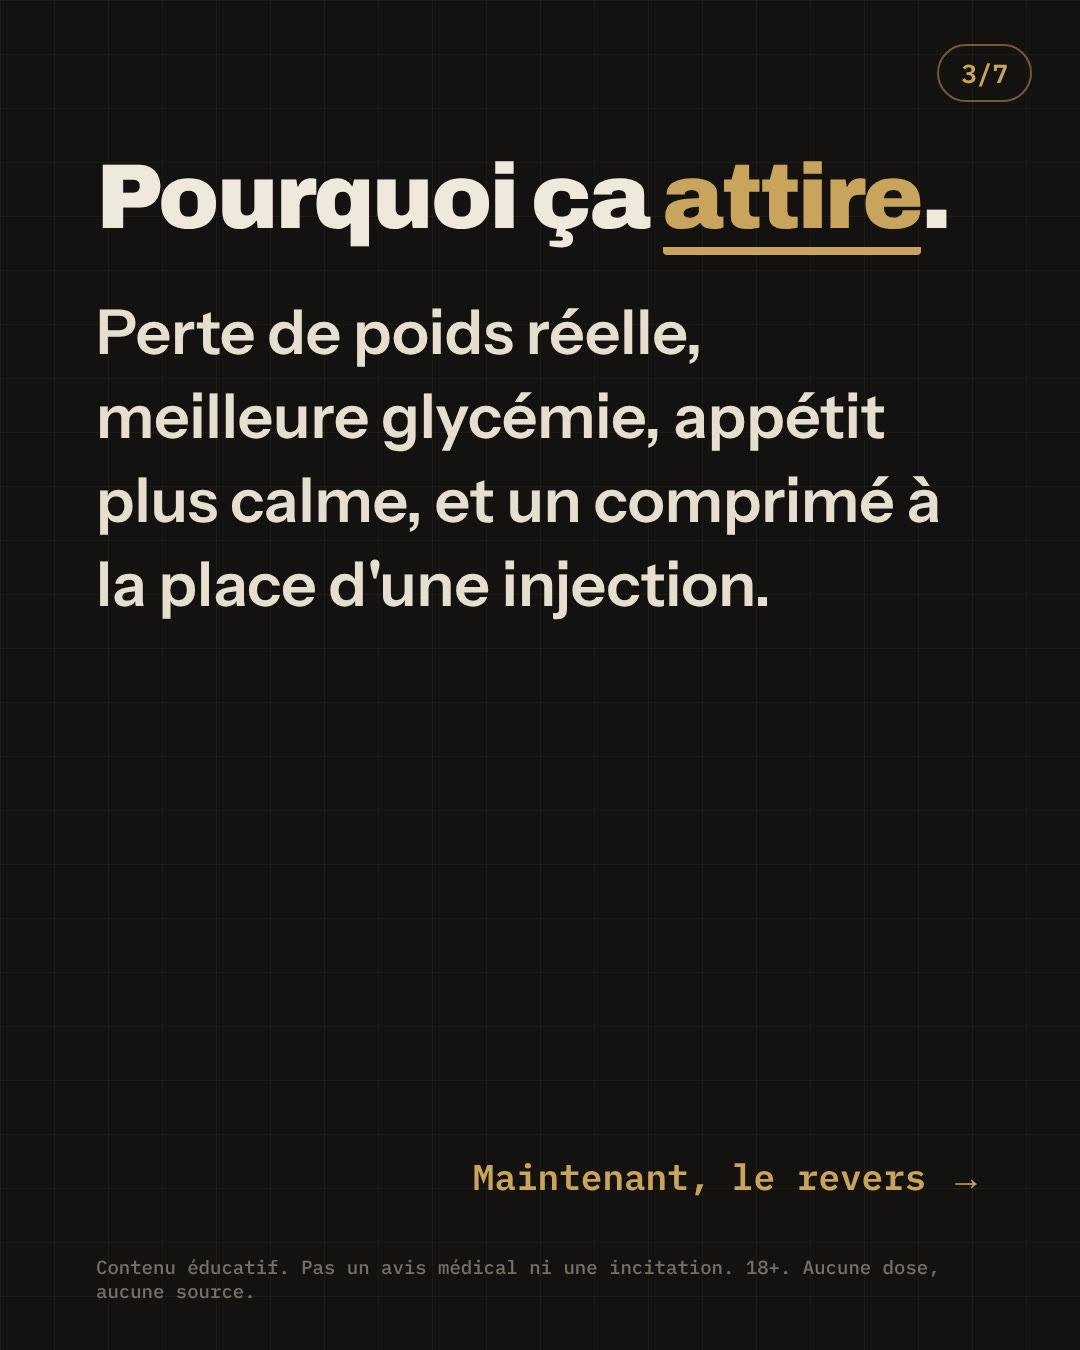 3/7
Pourquoi ça attire.
Perte de poids réelle,
meilleure glycémie, appétit
plus calme, et un comprimé à
la place d'une injection.
Maintenant, le revers →
Contenu éducatif. Pas un avis médical ni une incitation. 18+. Aucune dose,
aucune source.